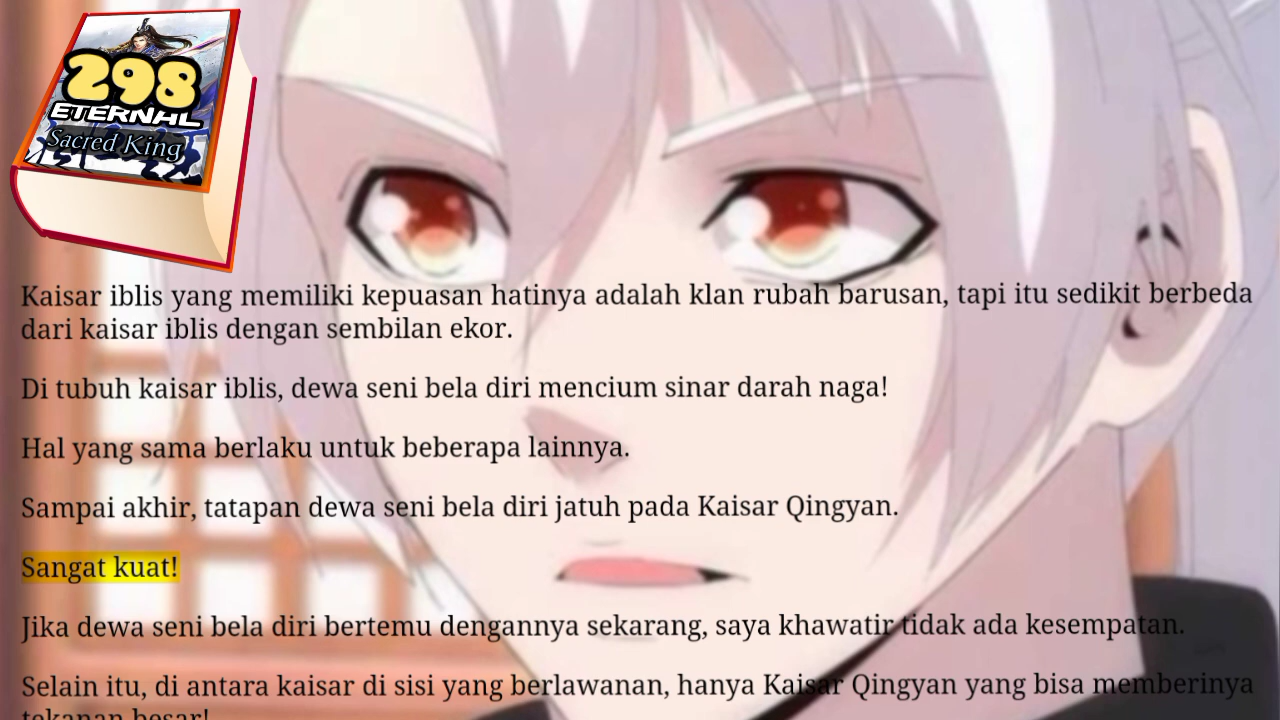 298
ETERNAL
Sacred King
Kaisar iblis yang memiliki kepuasan hatinya adalah klan rubah barusan, tapi itu sedikit berbeda
dari kaisar iblis dengan sembilan ekor.
Di tubuh kaisar iblis, dewa seni bela diri mencium sinar darah naga!
Hal yang sama berlaku untuk beberapa lainnya.
Sampai akhir, tatapan dewa seni bela diri jatuh pada Kaisar Qingyan.
Sangat kuat!
Jika dewa seni bela diri bertemu dengannya sekarang, saya khawatir tidak ada kesempatan.
Selain itu, di antara kaisar di sisi yang berlawanan, hanya Kaisar Qingyan yang bisa memberinya
tekanan besar!